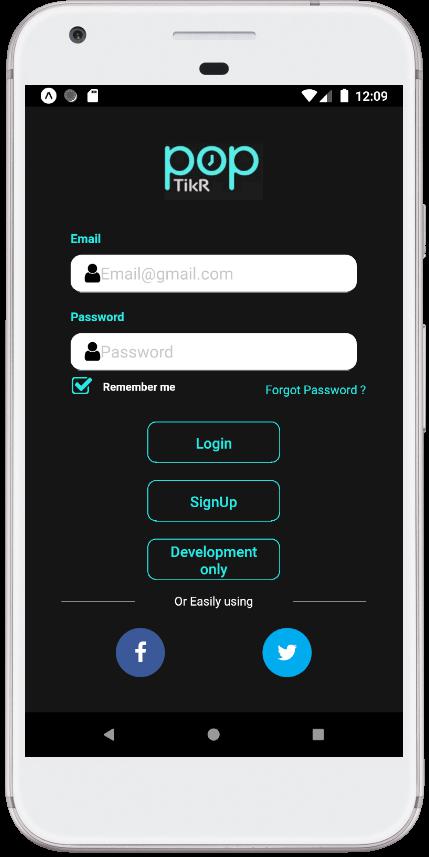 12:09
pop
TikR
Email
Email@gmail.com
Password
Password
Remember me
Forgot Password ?
Login
SignUp
Development
only
Or Easily using